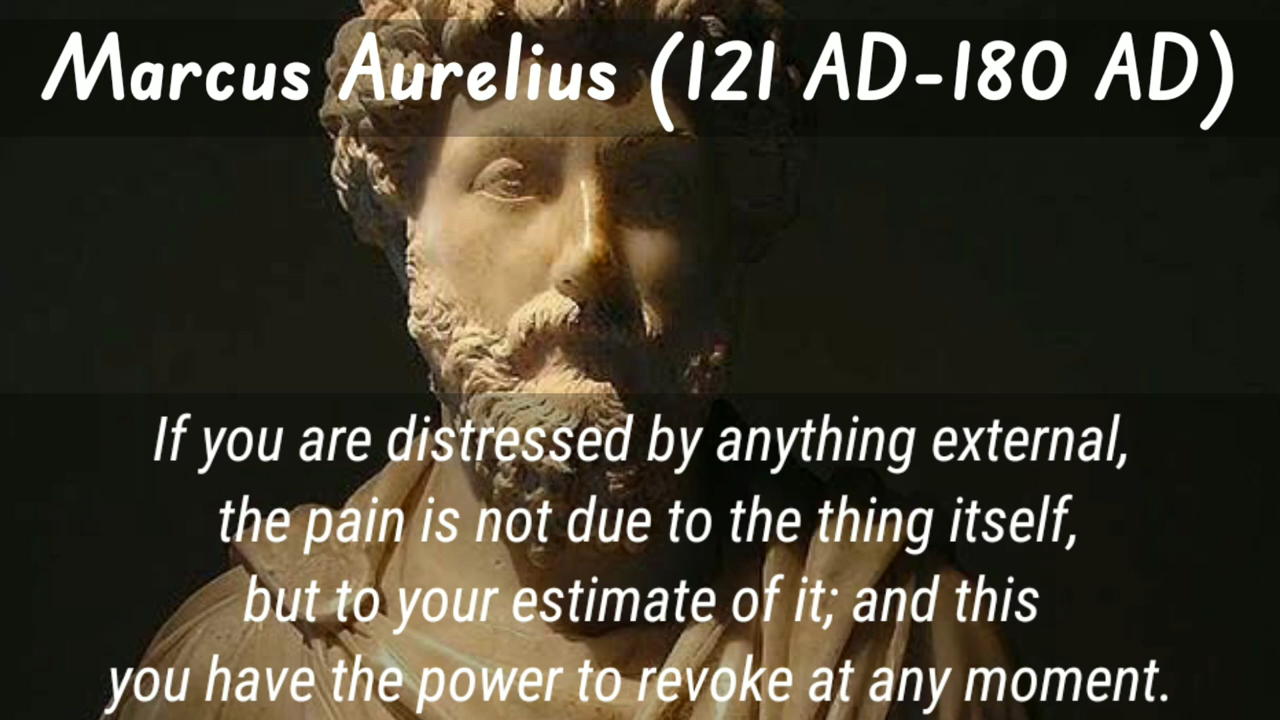 Marcus Aurelius (121 AD-180 AD)
If you are distressed by anything external,
the pain is not due to the thing itself,
but to your estimate of it; and this
you have the power to revoke at any moment.